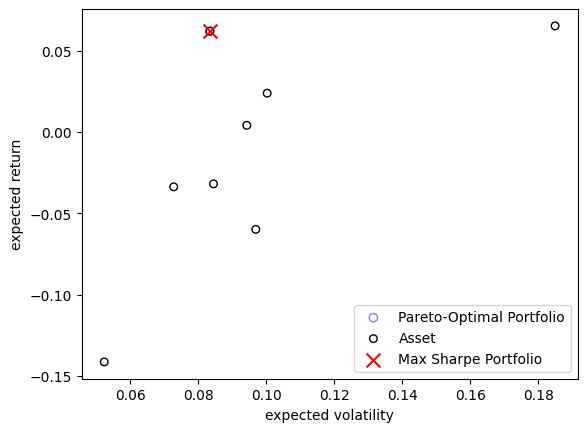 0.05
0.00
−0.05
−0.10
−0.15
expected return
Pareto-Optimal Portfolio
Asset
Max Sharpe Portfolio
0.06 0.08 0.10 0.12 0.14 0.16 0.18
expected volatility